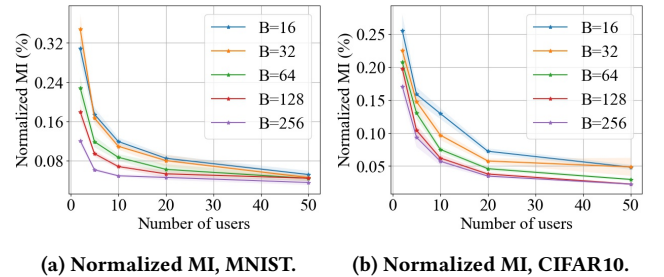 Normalized MI (%)
0.32
0.24
0.16
0.08
B=16
B=32
B=64
B=128
B=256
0 10 20 30 40 50
Number of users
(a) Normalized MI, MNIST.
Normalized MI (%)
0.25
0.20
0.15
0.10
0.05
B=16
B=32
B=64
B=128
B=256
0 10 20 30 40 50
Number of users
(b) Normalized MI, CIFAR10.